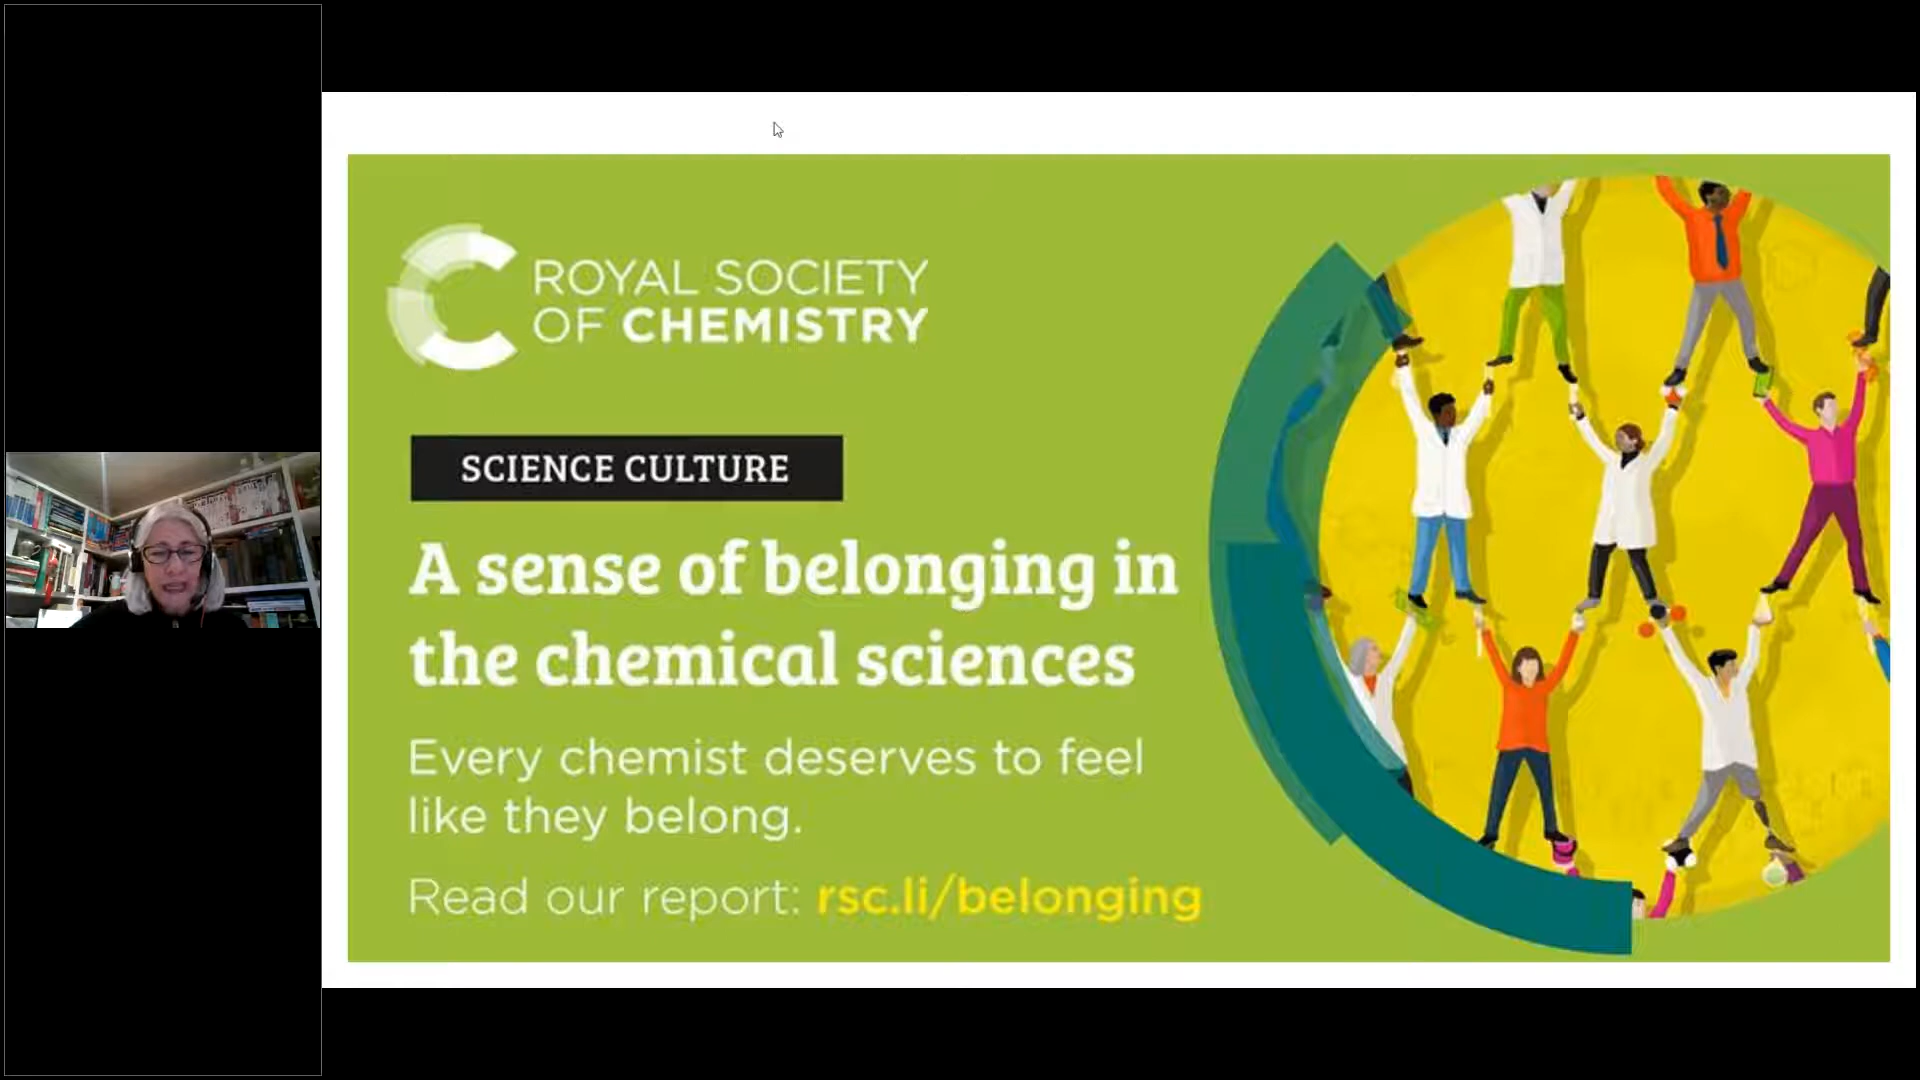 ROYAL SOCIETY
OF CHEMISTRY
SCIENCE CULTURE
A sense of belonging in
the chemical sciences
Every chemist deserves to feel
like they belong.
Read our report: rsc.li/belonging